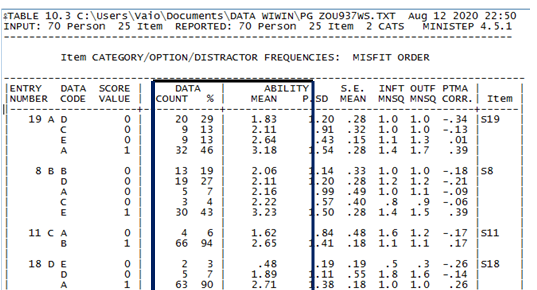 TABLE 10.3 C:\Users\Vaio\Documents\DATA WIWIN\PG ZOU937WS.TXT Aug 12 2020 22:50
INPUT: 70 Person 25 Item REPORTED: 70 Person 25 Item 2 CATS MINISTEP 4.5.1
--------------------------------------------------------------------------------
Item CATEGORY/OPTION/DISTRACTOR FREQUENCIES: MISFIT ORDER
--------------------------------------------------------------------------------
|ENTRY DATA SCORE | DATA | ABILITY S.E. INFT OUTF PTMA | |
|NUMBER CODE VALUE | COUNT % | MEAN P.SD MEAN MNSQ MNSQ CORR.| Item |
| 19 A D 0 | 20 29 | 1.83 1.20 .28 1.0 1.0 -.34 |S19
| C 0 | 9 13 | 2.11 .91 .32 1.0 1.0 -.13 |
| E 0 | 9 13 | 2.64 .43 .15 1.1 1.3 .01 |
| A 1 | 32 46 | 3.18 1.54 .28 1.4 1.7 .39 |
| 8 B B 0 | 13 19 | 2.06 1.14 .33 1.0 1.0 -.18 |S8
| D 0 | 19 27 | 2.11 1.20 .28 1.2 1.2 -.21 |
| A 0 | 5 7 | 2.16 .99 .49 1.0 1.1 -.09 |
| C 0 | 3 4 | 2.22 .57 .40 .8 .9 -.06 |
| E 1 | 30 43 | 3.23 1.50 .28 1.4 1.5 .39 |
| 11 C A 0 | 4 6 | 1.62 .84 .48 1.6 1.2 -.17 |S11
| B 1 | 66 94 | 2.65 1.41 .18 1.1 1.1 .17 |
| 18 D E 0 | 2 3 | .48 .19 .19 .5 .3 -.26 |S18
| D 0 | 5 7 | 1.89 1.11 .55 1.8 1.6 -.14 |
| A 1 | 63 90 | 2.71 1.38 .18 1.0 1.0 .26 |